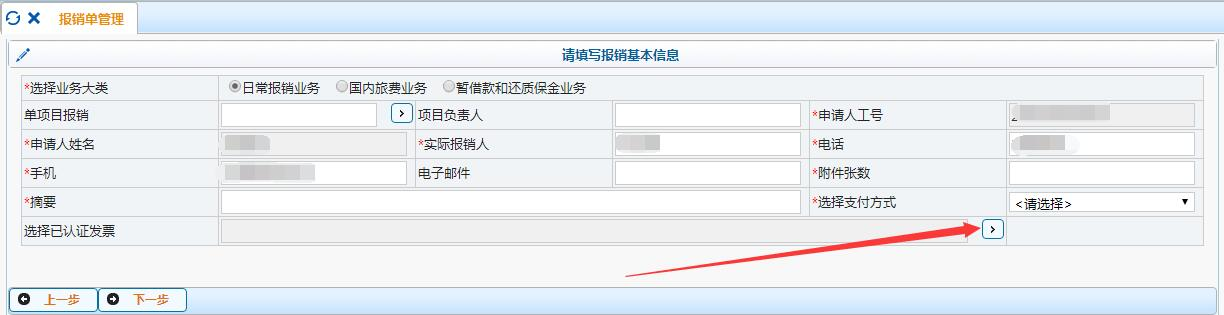 报销单管理
请填写报销基本信息
*选择业务大类 日常报销业务 国内旅费业务 暂借款和还质保金业务
单项目报销 项目负责人 *申请人工号
*申请人姓名 *实际报销人 *电话
*手机 电子邮件 *附件张数
*摘要 *选择支付方式 <请选择>
选择已认证发票
上一步 下一步